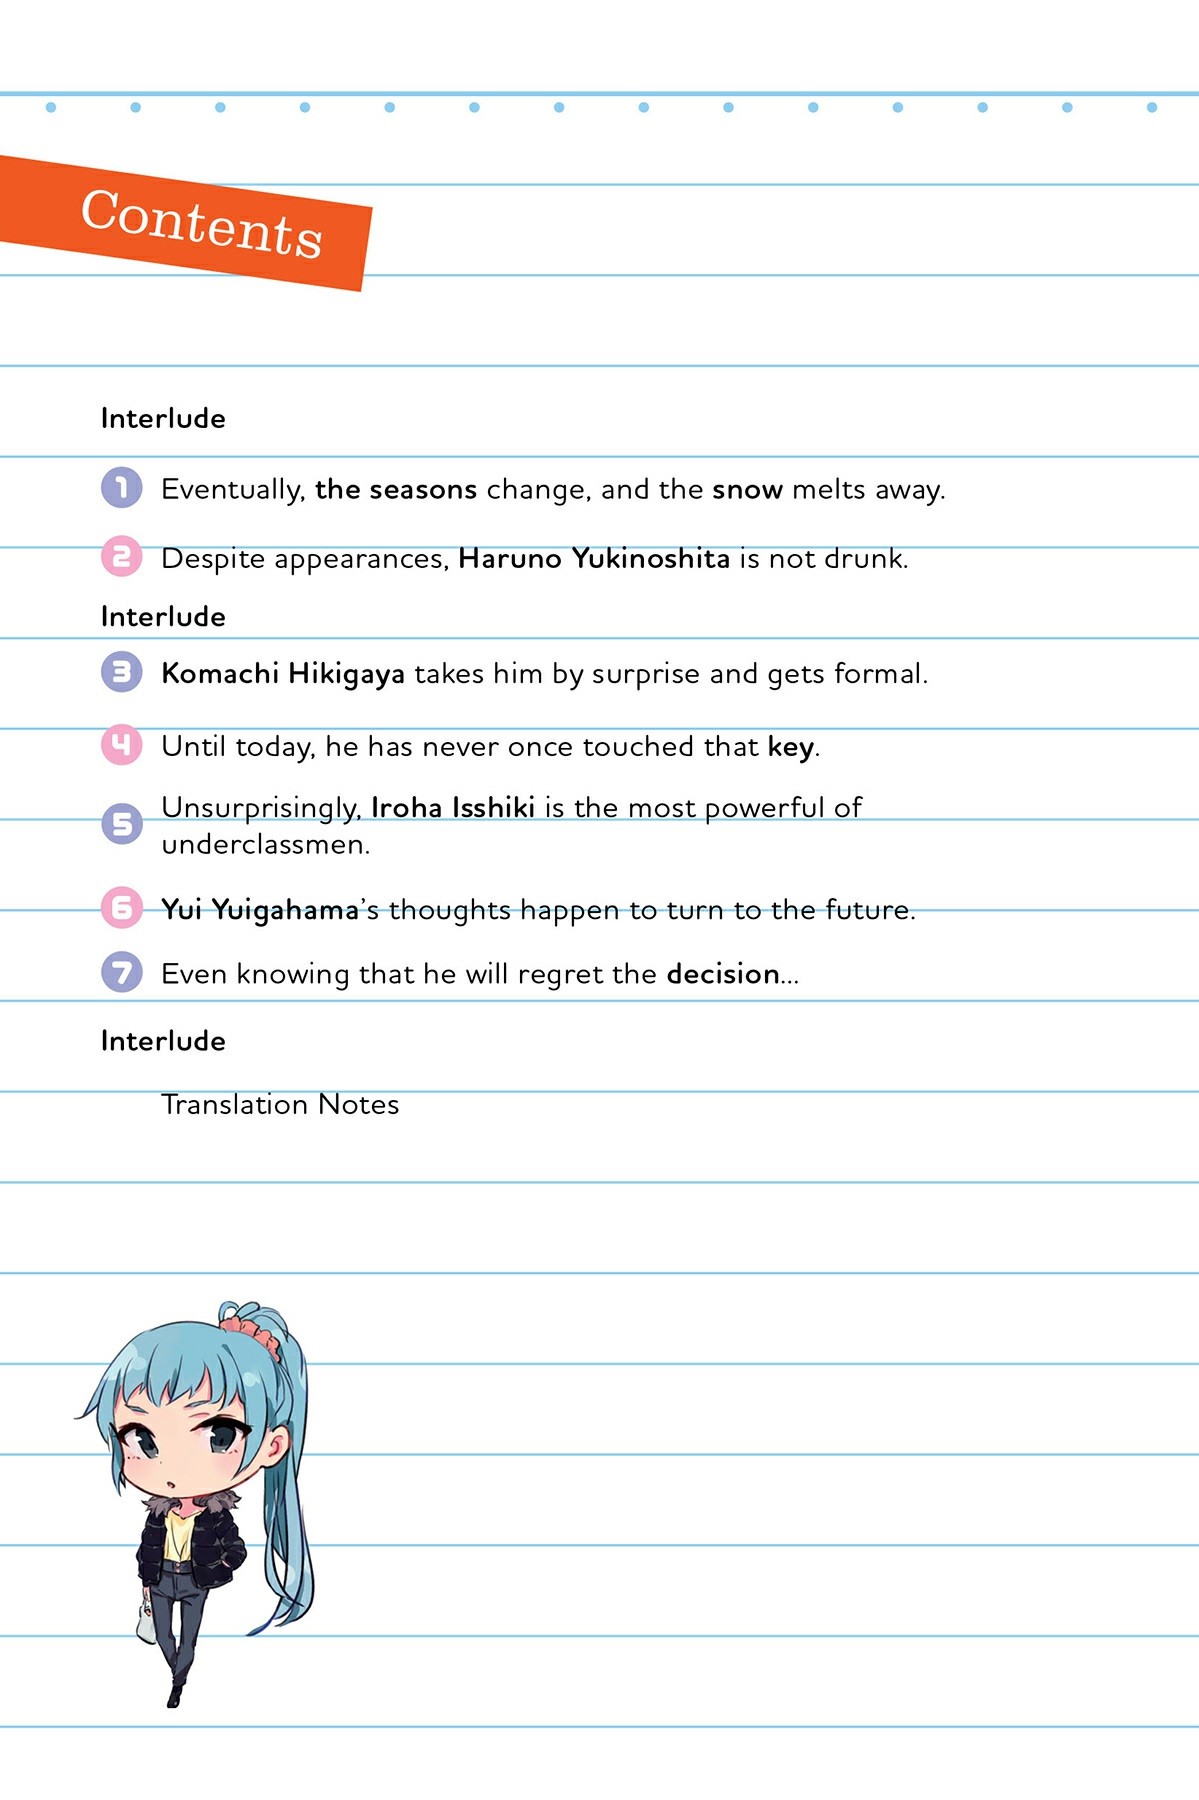 Contents
Interlude
1 Eventually, the seasons change, and the snow melts away.
2 Despite appearances, Haruno Yukinoshita is not drunk.
Interlude
3 Komachi Hikigaya takes him by surprise and gets formal.
4 Until today, he has never once touched that key.
5 Unsurprisingly, Iroha Isshiki is the most powerful of
underclassmen.
6 Yui Yuigahama's thoughts happen to turn to the future.
7 Even knowing that he will regret the decision...
Interlude
Translation Notes